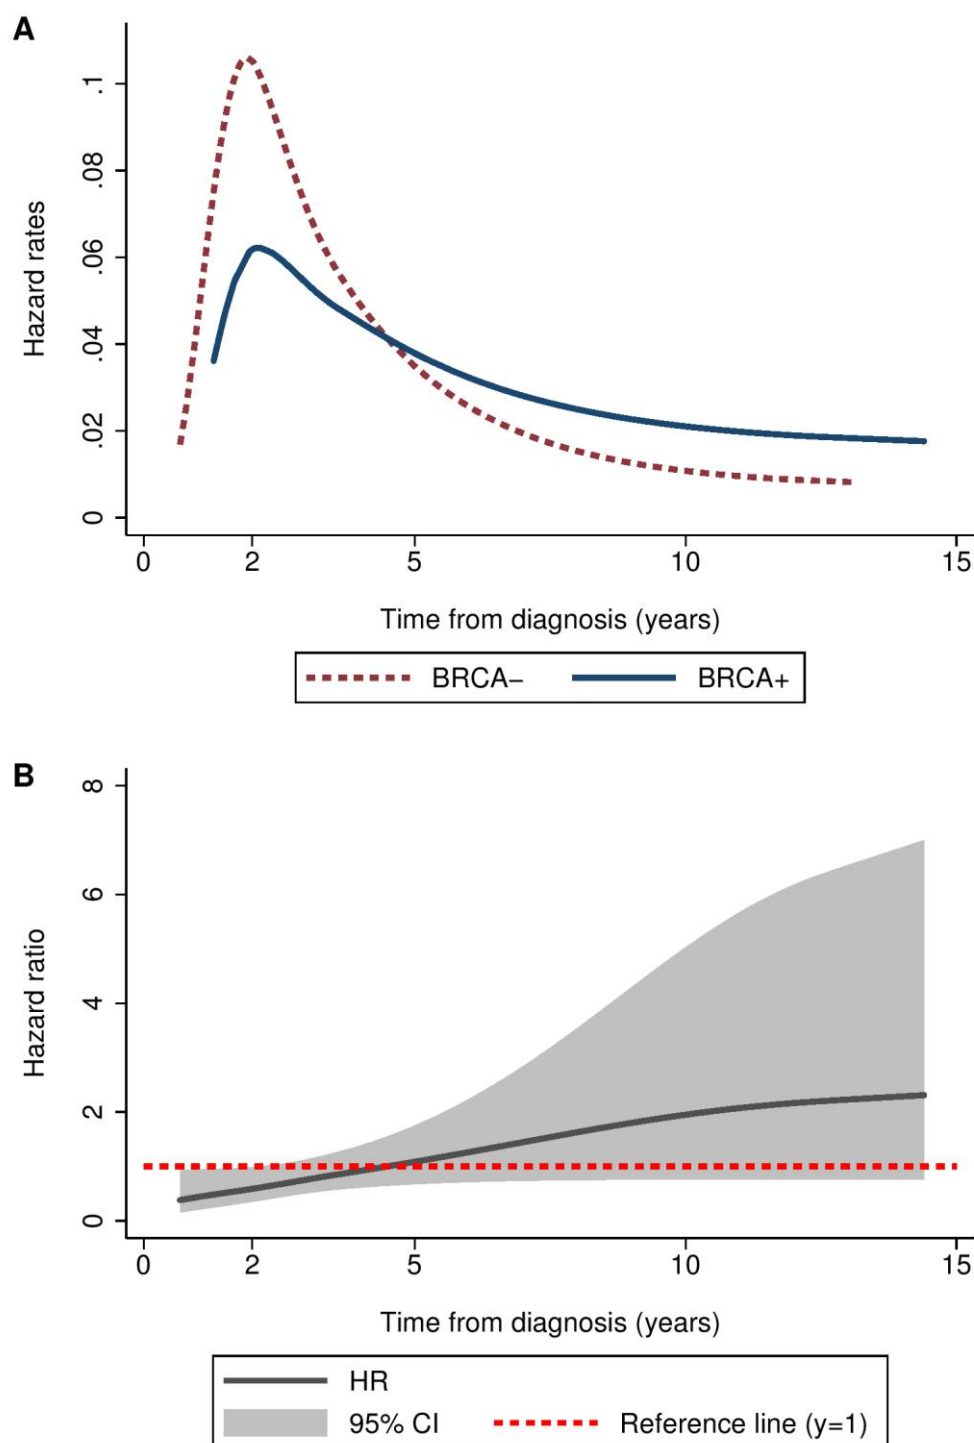 A
.1
.08
.06
.04
.02
0
Hazard rates
0 2 5 10 15
Time from diagnosis (years)
BRCA− BRCA+
B
8
6
4
2
0
Hazard ratio
0 2 5 10 15
Time from diagnosis (years)
HR
95% CI Reference line (y=1)